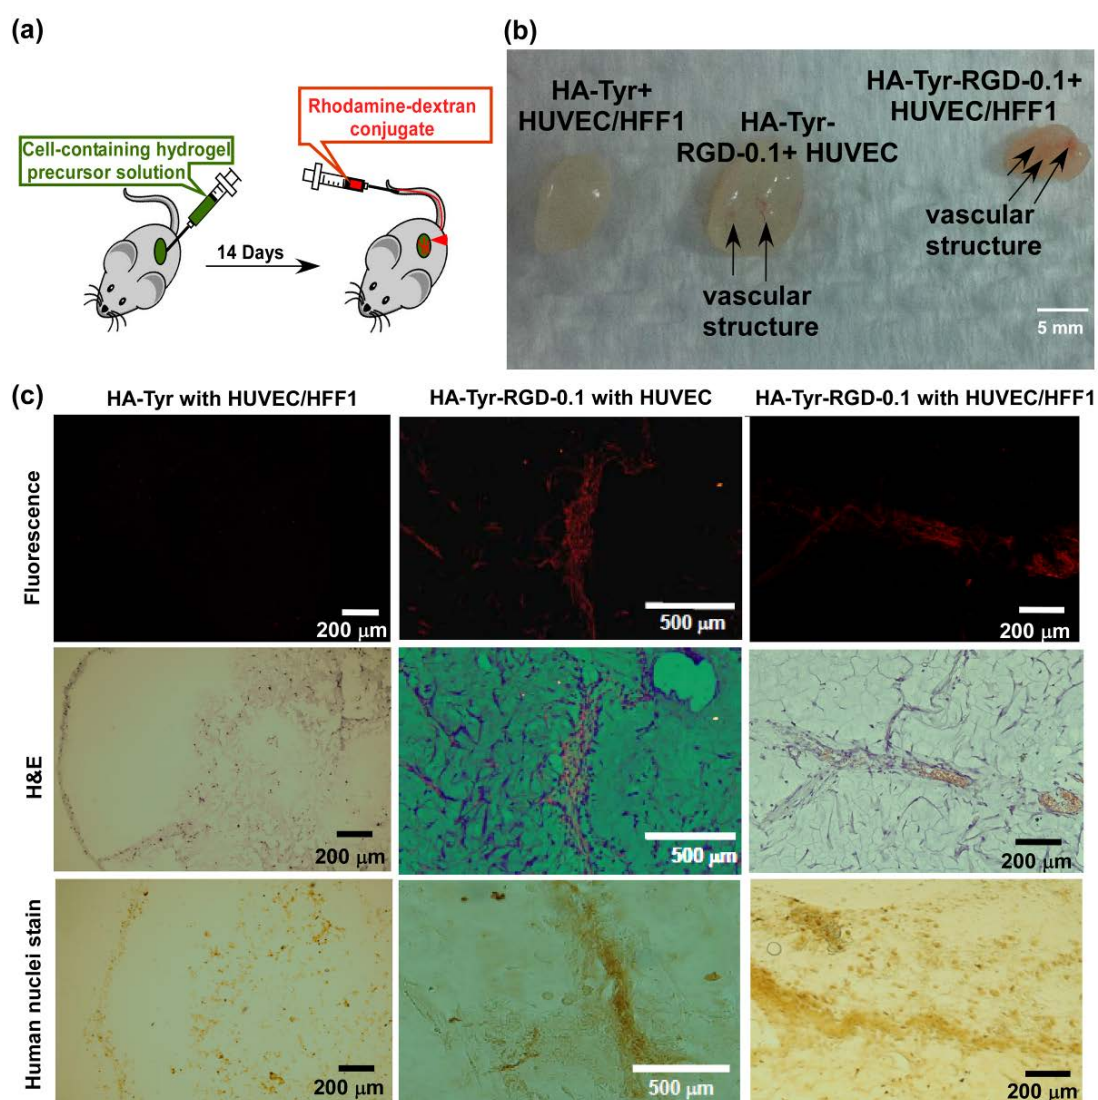 (a)
Cell-containing hydrogel
precursor solution
Rhodamine-dextran
conjugate
14 Days
(b)
HA-Tyr+
HUVEC/HFF1
HA-Tyr-
RGD-0.1+ HUVEC
HA-Tyr-RGD-0.1+
HUVEC/HFF1
vascular
structure
vascular
structure
5 mm
(c)
HA-Tyr with HUVEC/HFF1
HA-Tyr-RGD-0.1 with HUVEC
HA-Tyr-RGD-0.1 with HUVEC/HFF1
Fluorescence
200 μm
500 μm
200 μm
H&E
200 μm
500 μm
200 μm
Human nuclei stain
200 μm
500 μm
200 μm